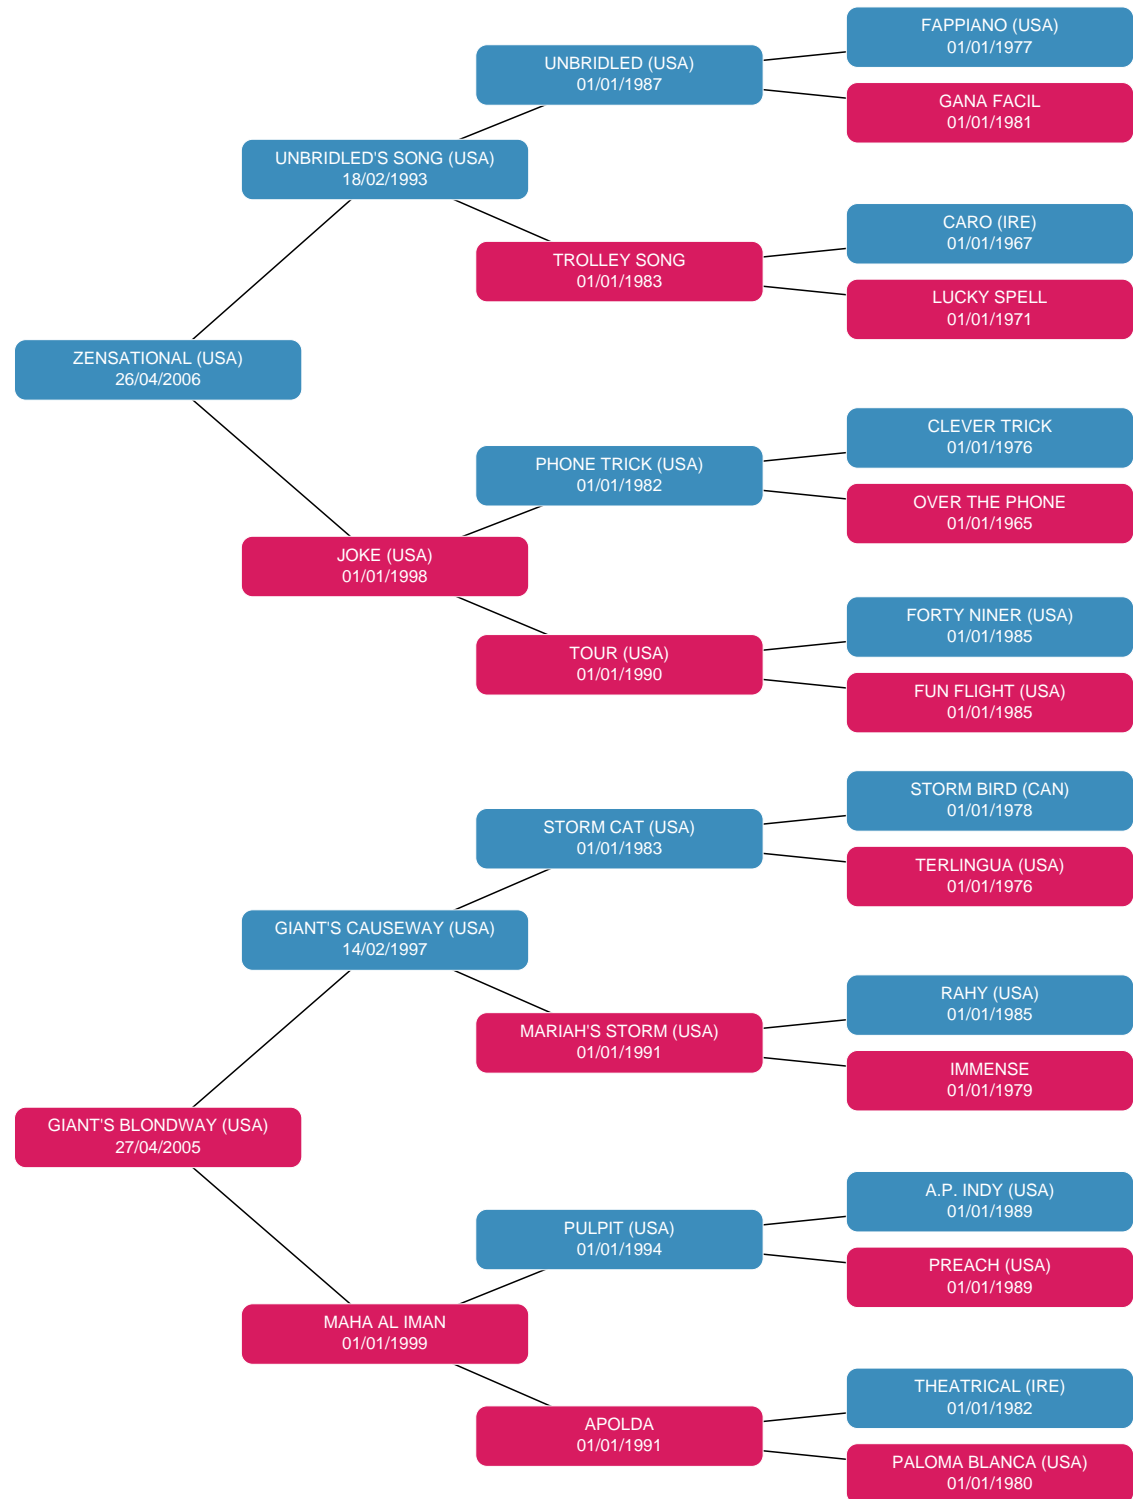 FAPPIANO (USA)
01/01/1977
UNBRIDLED (USA)
01/01/1987
GANA FACIL
01/01/1981
UNBRIDLED'S SONG (USA)
18/02/1993
CARO (IRE)
01/01/1967
TROLLEY SONG
01/01/1983
LUCKY SPELL
01/01/1971
ZENSATIONAL (USA)
26/04/2006
CLEVER TRICK
01/01/1976
PHONE TRICK (USA)
01/01/1982
OVER THE PHONE
01/01/1965
JOKE (USA)
01/01/1998
FORTY NINER (USA)
01/01/1985
TOUR (USA)
01/01/1990
FUN FLIGHT (USA)
01/01/1985
STORM BIRD (CAN)
01/01/1978
STORM CAT (USA)
01/01/1983
TERLINGUA (USA)
01/01/1976
GIANT'S CAUSEWAY (USA)
14/02/1997
RAHY (USA)
01/01/1985
MARIAH'S STORM (USA)
01/01/1991
IMMENSE
01/01/1979
GIANT'S BLONDWAY (USA)
27/04/2005
A.P. INDY (USA)
01/01/1989
PULPIT (USA)
01/01/1994
PREACH (USA)
01/01/1989
MAHA AL IMAN
01/01/1999
THEATRICAL (IRE)
01/01/1982
APOLDA
01/01/1991
PALOMA BLANCA (USA)
01/01/1980